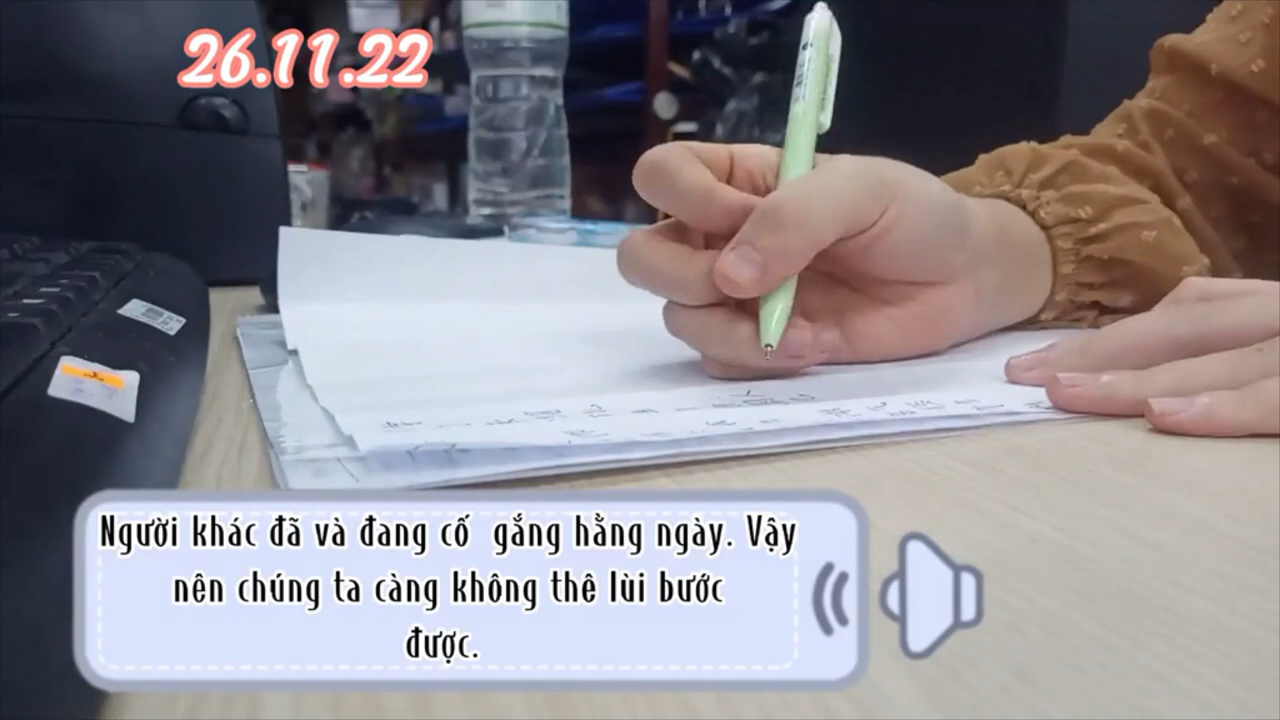 26.11.22
Người khác đã và đang cố gắng hằng ngày. Vậy
nên chúng ta càng không thê lùi bước
được.